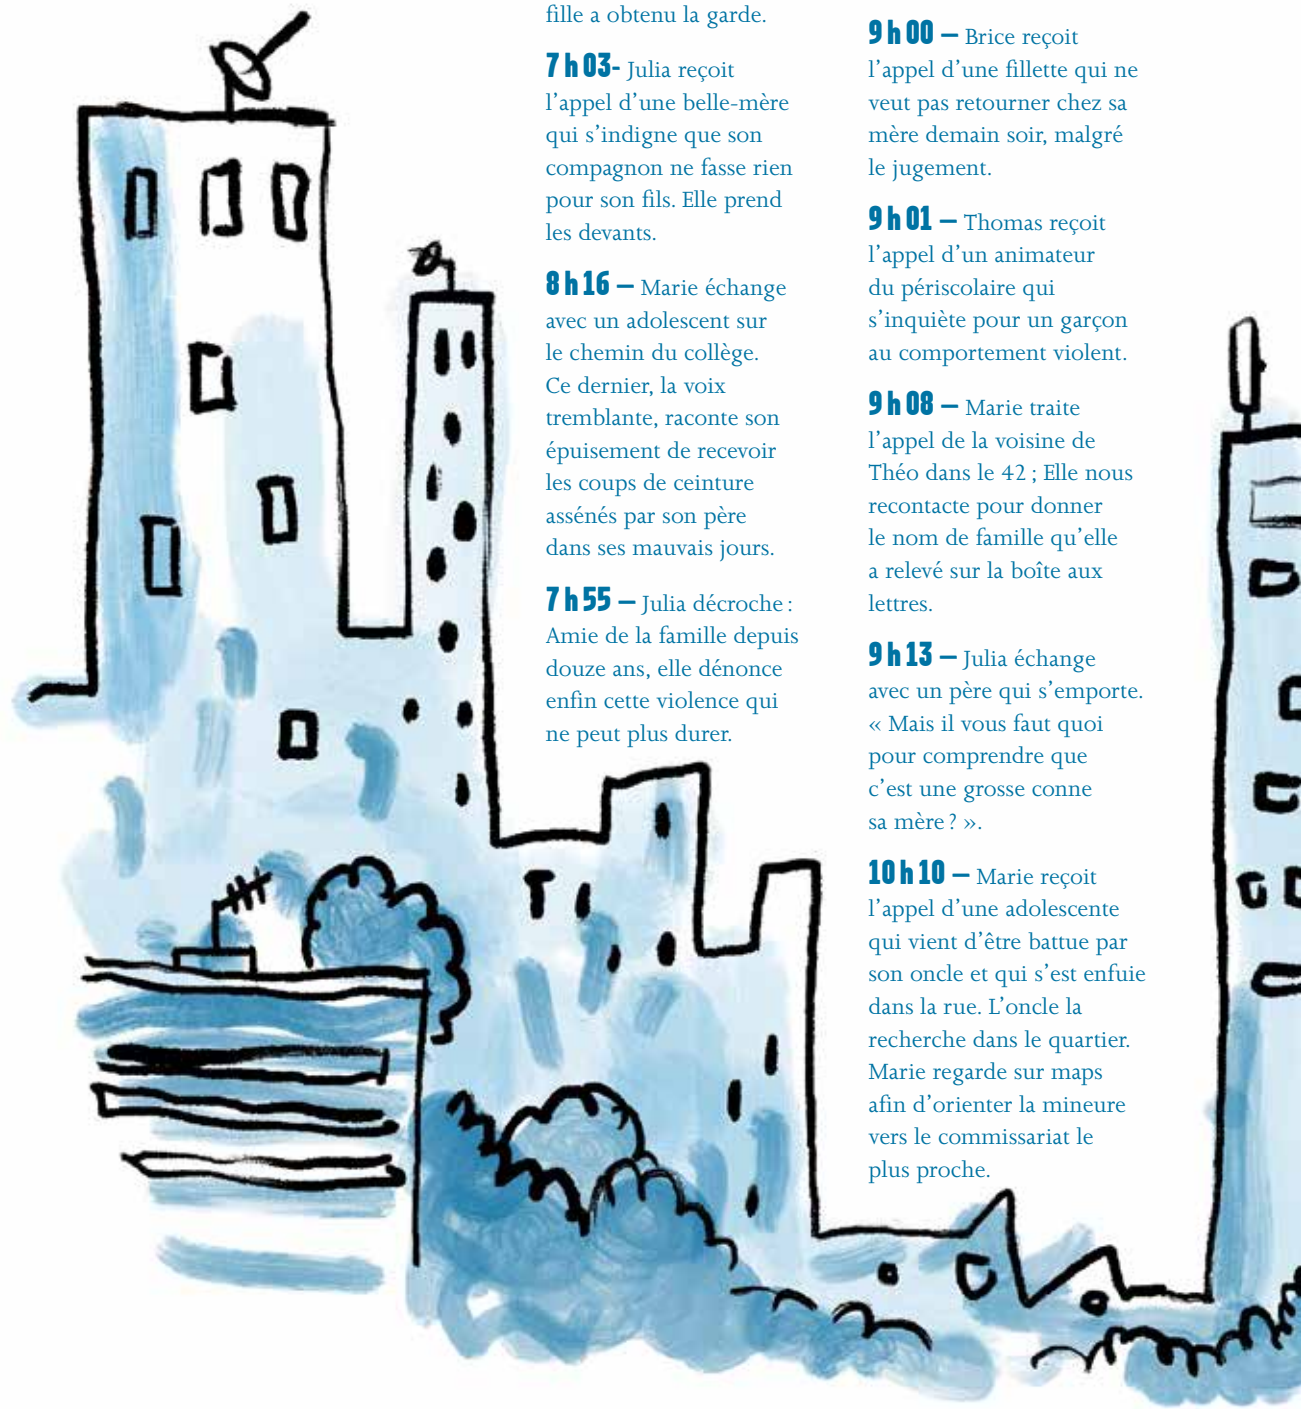 fille a obtenu la garde.
7 h 03- Julia reçoit
l’appel d’une belle-mère
qui s’indigne que son
compagnon ne fasse rien
pour son fils. Elle prend
les devants.
8 h 16 – Marie échange
avec un adolescent sur
le chemin du collège.
Ce dernier, la voix
tremblante, raconte son
épuisement de recevoir
les coups de ceinture
assénés par son père
dans ses mauvais jours.
7 h 55 – Julia décroche :
Amie de la famille depuis
douze ans, elle dénonce
enfin cette violence qui
ne peut plus durer.
9 h 00 – Brice reçoit
l’appel d’une fillette qui ne
veut pas retourner chez sa
mère demain soir, malgré
le jugement.
9 h 01 – Thomas reçoit
l’appel d’un animateur
du périscolaire qui
s’inquiète pour un garçon
au comportement violent.
9 h 08 – Marie traite
l’appel de la voisine de
Théo dans le 42 ; Elle nous
recontacte pour donner
le nom de famille qu’elle
a relevé sur la boîte aux
lettres.
9 h 13 – Julia échange
avec un père qui s’emporte.
« Mais il vous faut quoi
pour comprendre que
c’est une grosse conne
sa mère ? ».
10 h 10 – Marie reçoit
l’appel d’une adolescente
qui vient d’être battue par
son oncle et qui s’est enfuie
dans la rue. L’oncle la
recherche dans le quartier.
Marie regarde sur maps
afin d’orienter la mineure
vers le commissariat le
plus proche.